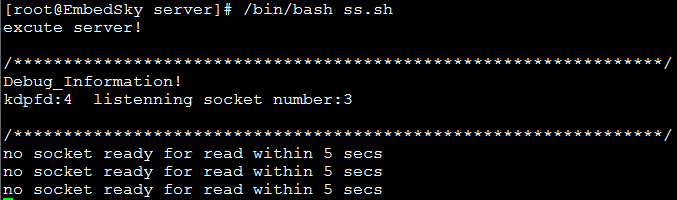 [root@EmbedSky server]# /bin/bash ss.sh
excute server!
/*****************************************************************/
Debug_Information!
kdpfd:4  listenning socket number:3
/*****************************************************************/
no socket ready for read within 5 secs
no socket ready for read within 5 secs
no socket ready for read within 5 secs